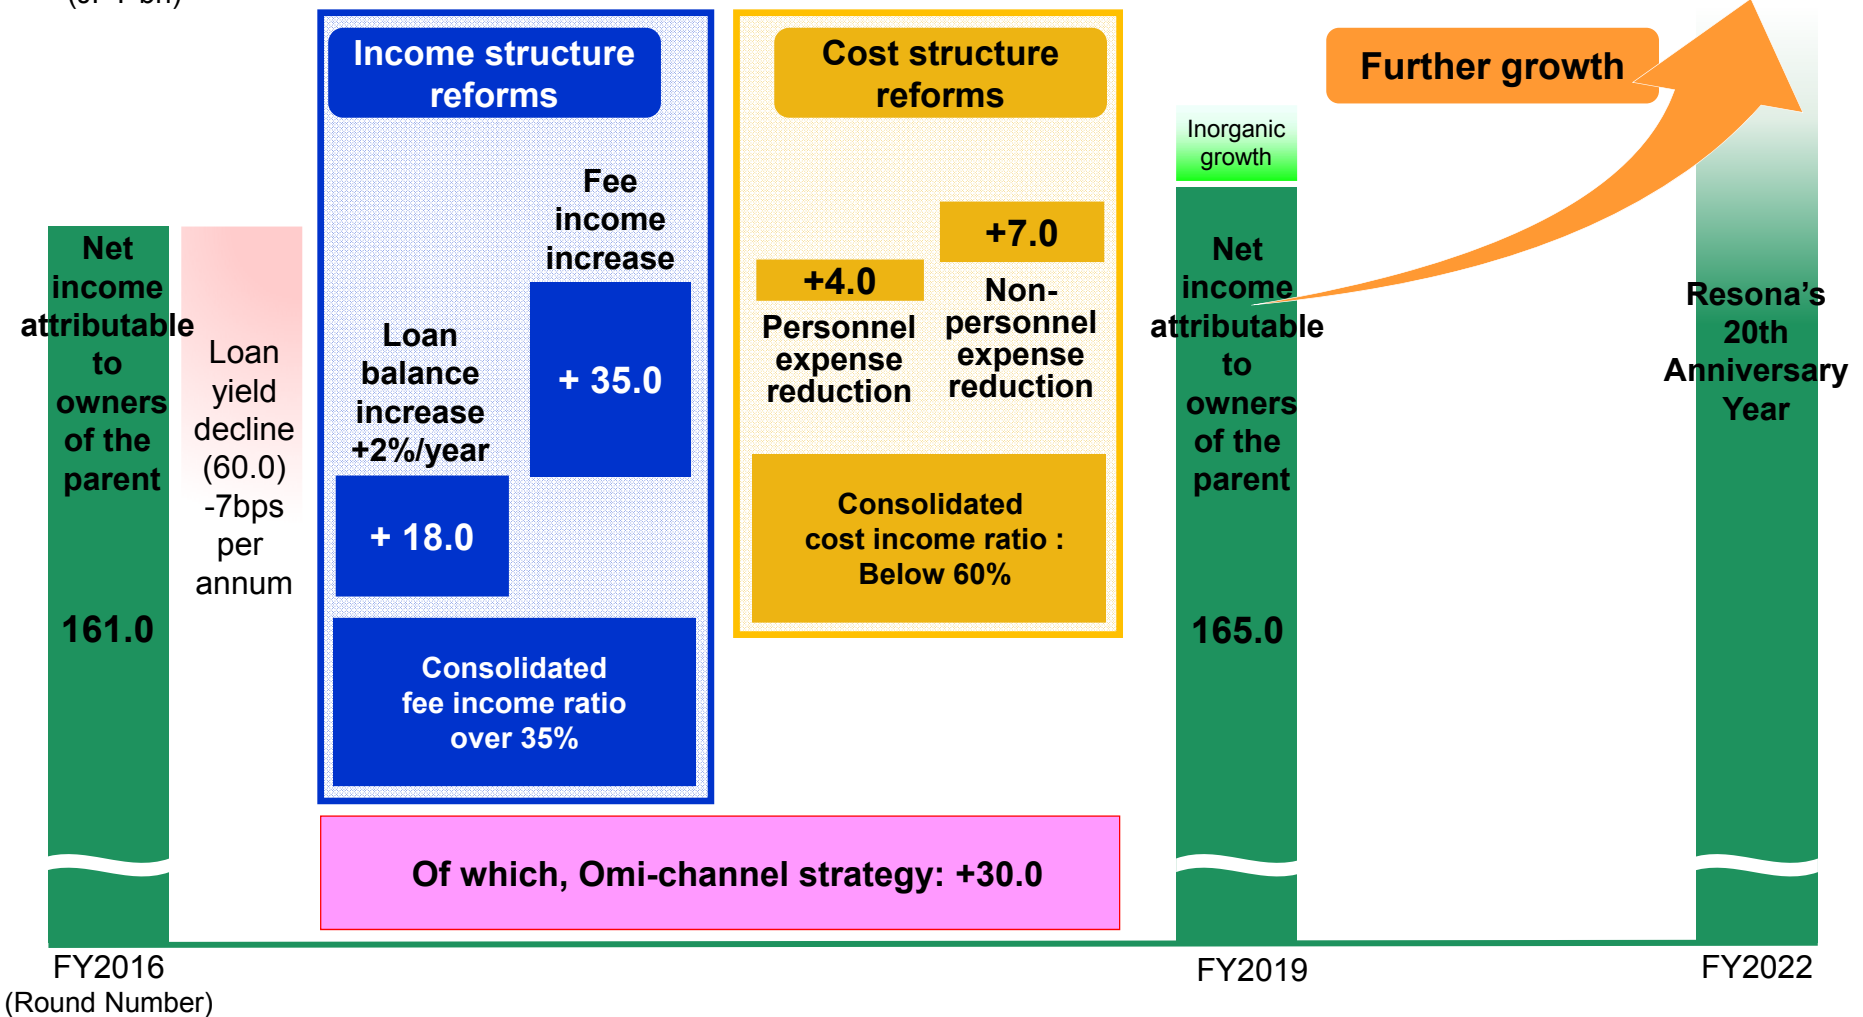 Income structure
reforms
Cost structure
reforms
Further growth
Inorganic
growth
Fee
income
increase
+ 35.0
Loan
balance
increase
+2%/year
+ 18.0
Consolidated
fee income ratio
over 35%
+4.0
Personnel
expense
reduction
+7.0
Non-
personnel
expense
reduction
Consolidated
cost income ratio :
Below 60%
Net
income
attributable
to
owners
of the
parent
161.0
Loan
yield
decline
(60.0)
-7bps
per
annum
Net
income
attributable
to
owners
of the
parent
165.0
Resona’s
20th
Anniversary
Year
Of which, Omi-channel strategy: +30.0
FY2016
(Round Number)
FY2019
FY2022